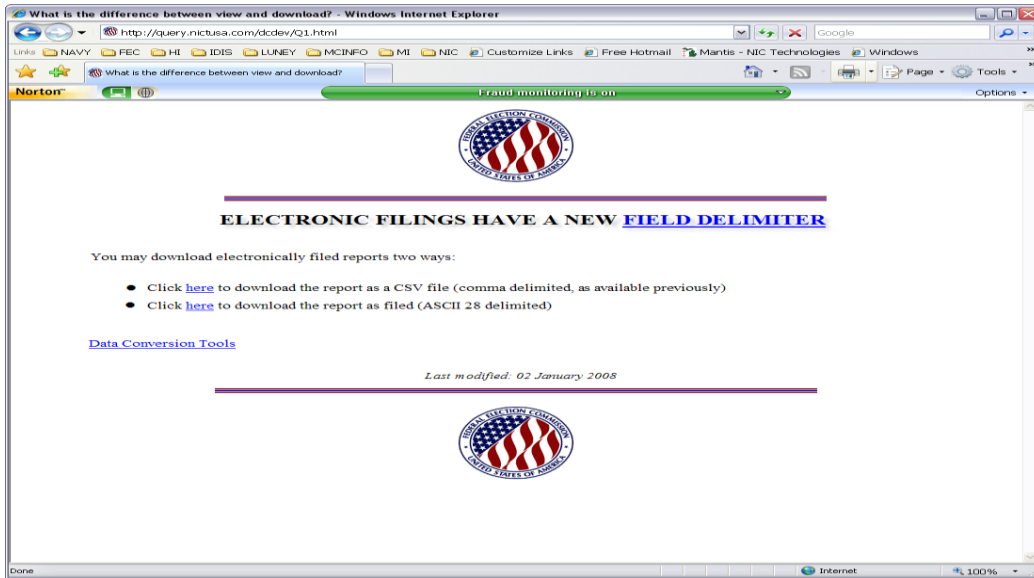 What is the difference between view and download? - Windows Internet Explorer
http://query.nictusa.com/dcdev/Q1.html
Google
Links NAVY FEC HI IDIS LUNEY MCINFO MI NIC Customize Links Free Hotmail Mantis - NIC Technologies Windows »
What is the difference between view and download?
Page Tools »
Norton™ Fraud monitoring is on Options
FEDERAL ELECTION COMMISSION
UNITED STATES OF AMERICA
ELECTRONIC FILINGS HAVE A NEW FIELD DELIMITER
You may download electronically filed reports two ways:
● Click here to download the report as a CSV file (comma delimited, as available previously)
● Click here to download the report as filed (ASCII 28 delimited)
Data Conversion Tools
Last modified: 02 January 2008
FEDERAL ELECTION COMMISSION
UNITED STATES OF AMERICA
Done Internet 100%